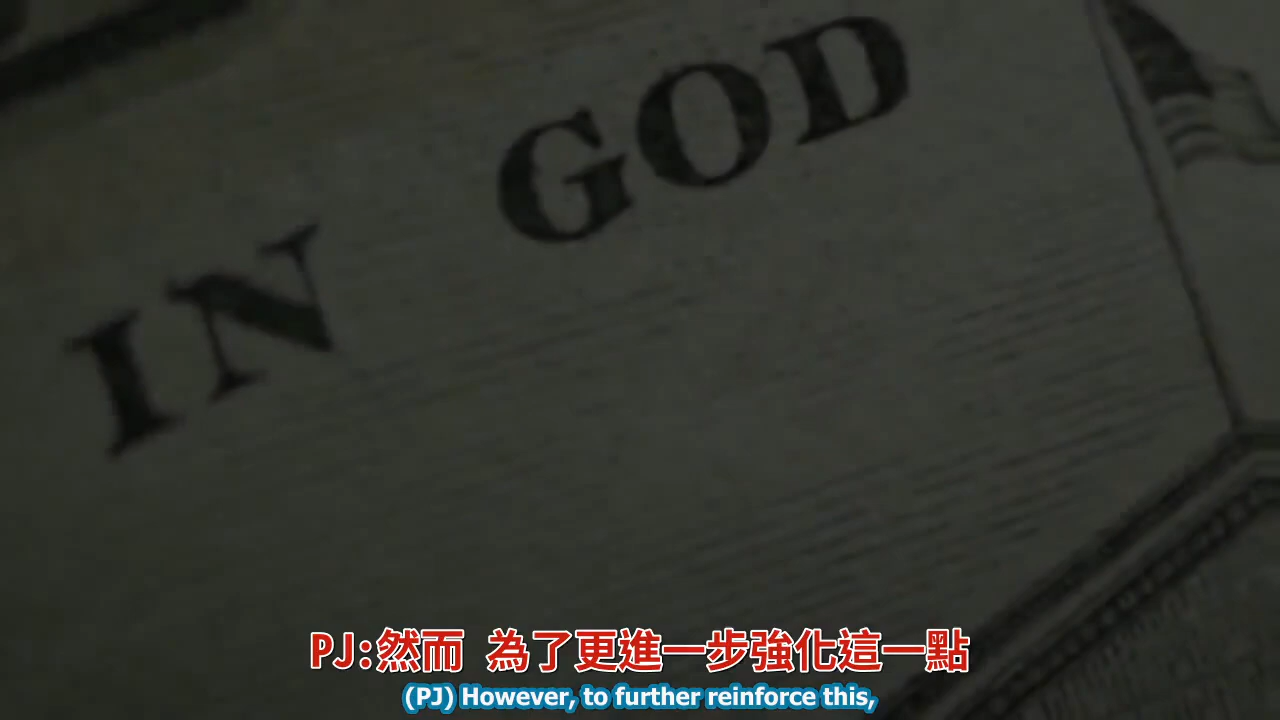 IN GOD
PJ:然而 為了更進一步強化這一點
(PJ) However, to further reinforce this,